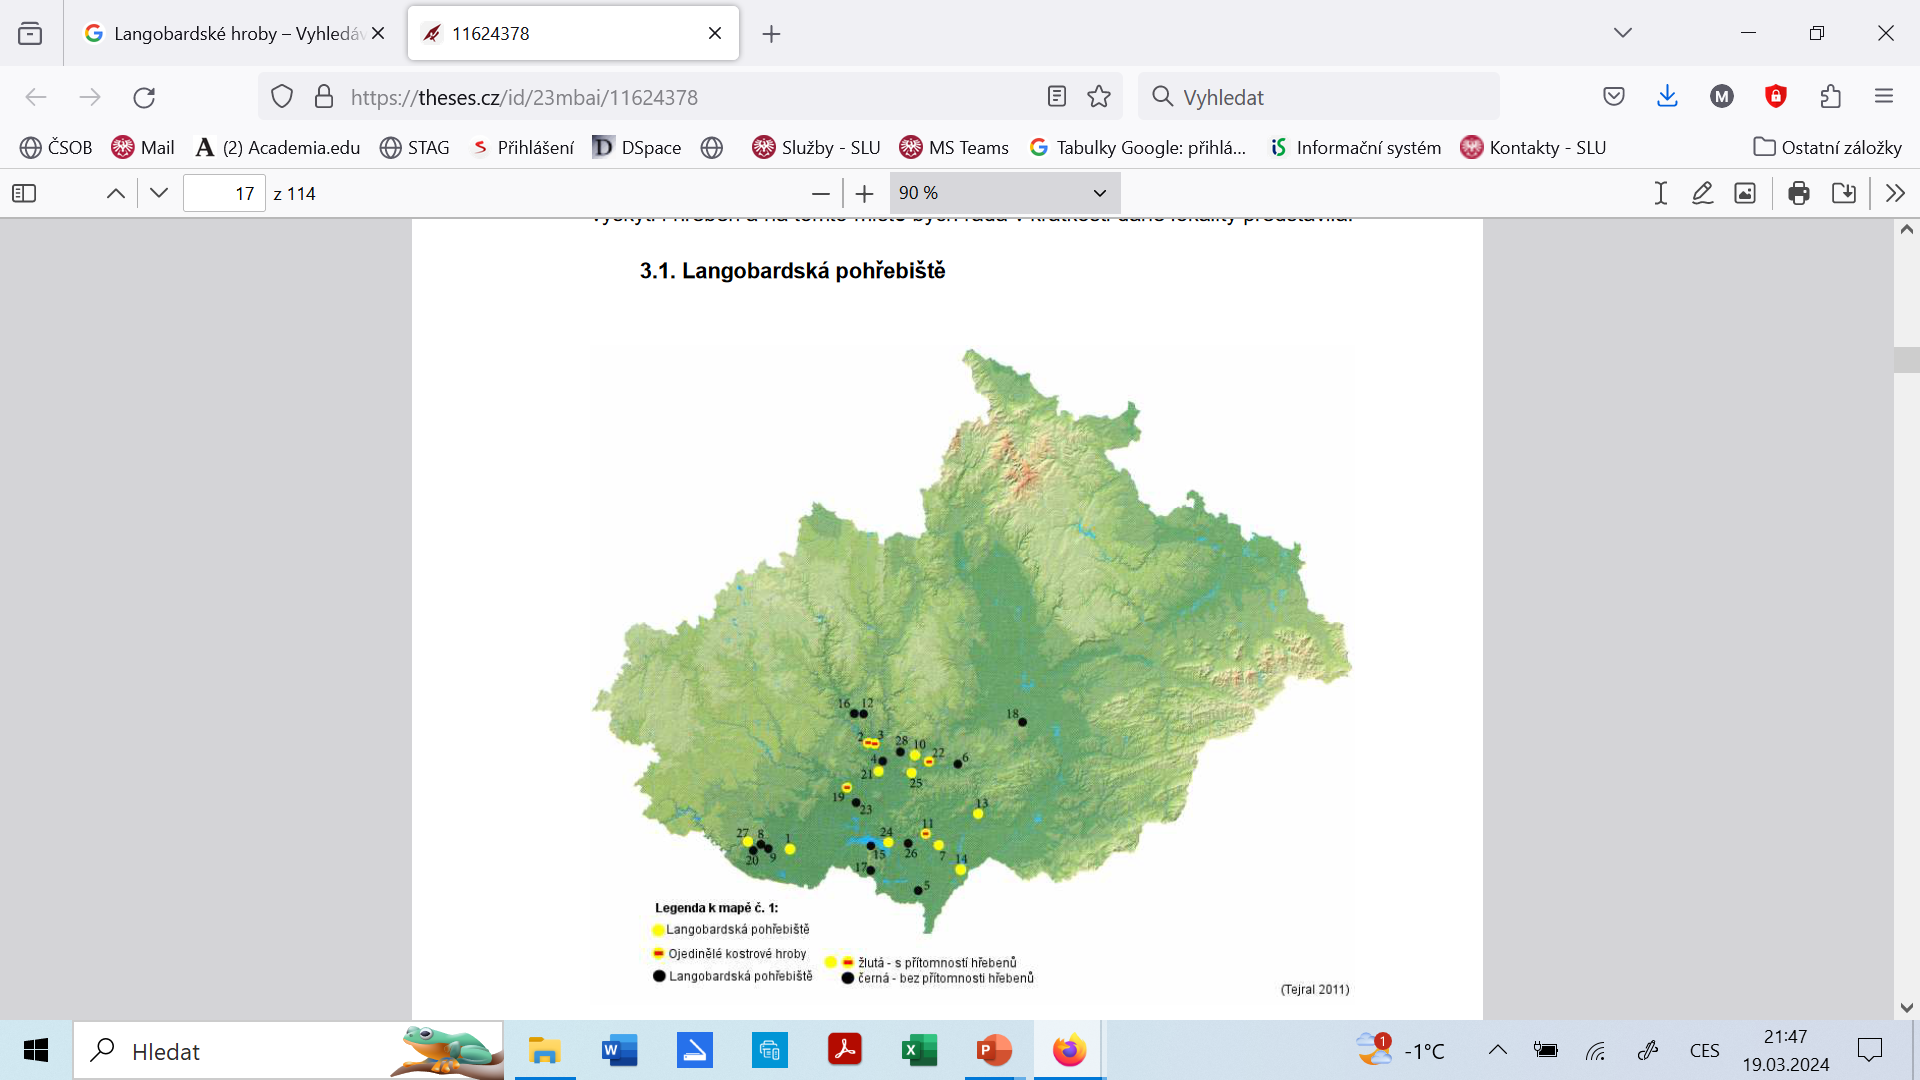 Langobardské hroby – Vyhledáv
11624378
https://theses.cz/id/23mbai/11624378
Vyhledat
M
ČSOB
Mail
(2) Academia.edu
STAG
Přihlášení
DSpace
Služby - SLU
MS Teams
Tabulky Google: přihlá...
Informační systém
Kontakty - SLU
Ostatní záložky
17 z 114
90 %
3.1. Langobardská pohřebiště
16 12
18
2 3
28 10
22
4
6
21
25
19
23
13
11
27 8 1
24
20 9
15
26
7
14
17
5
Legenda k mapě č. 1:
Langobardská pohřebiště
Ojedinělé kostrové hroby
Langobardská pohřebiště
žlutá - s přítomností hřebenů
černá - bez přítomnosti hřebenů
(Tejral 2011)
Hledat
1
-1°C
CES
21:47
19.03.2024